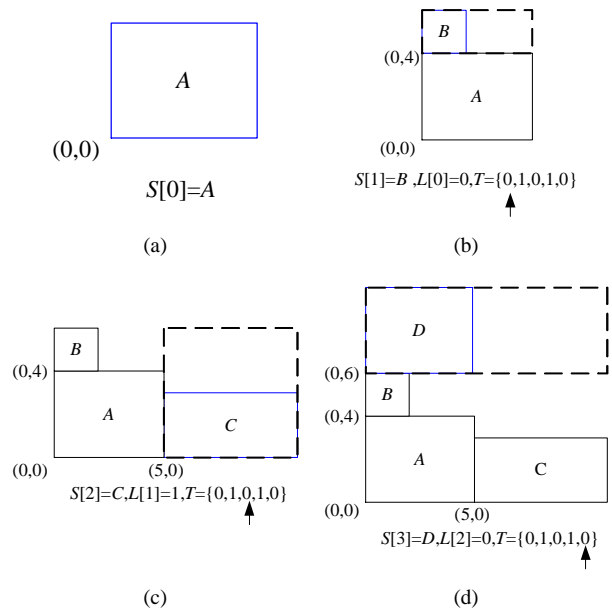 A
(0,0)
S[0]=A
(a)
B
(0,4)
A
(0,0)
S[1]=B ,L[0]=0,T={0,1,0,1,0}
(b)
B
(0,4)
A
C
(0,0)
(5,0)
S[2]=C,L[1]=1,T={0,1,0,1,0}
(c)
D
(0,6)
B
(0,4)
A
C
(0,0)
(5,0)
S[3]=D,L[2]=0,T={0,1,0,1,0}
(d)